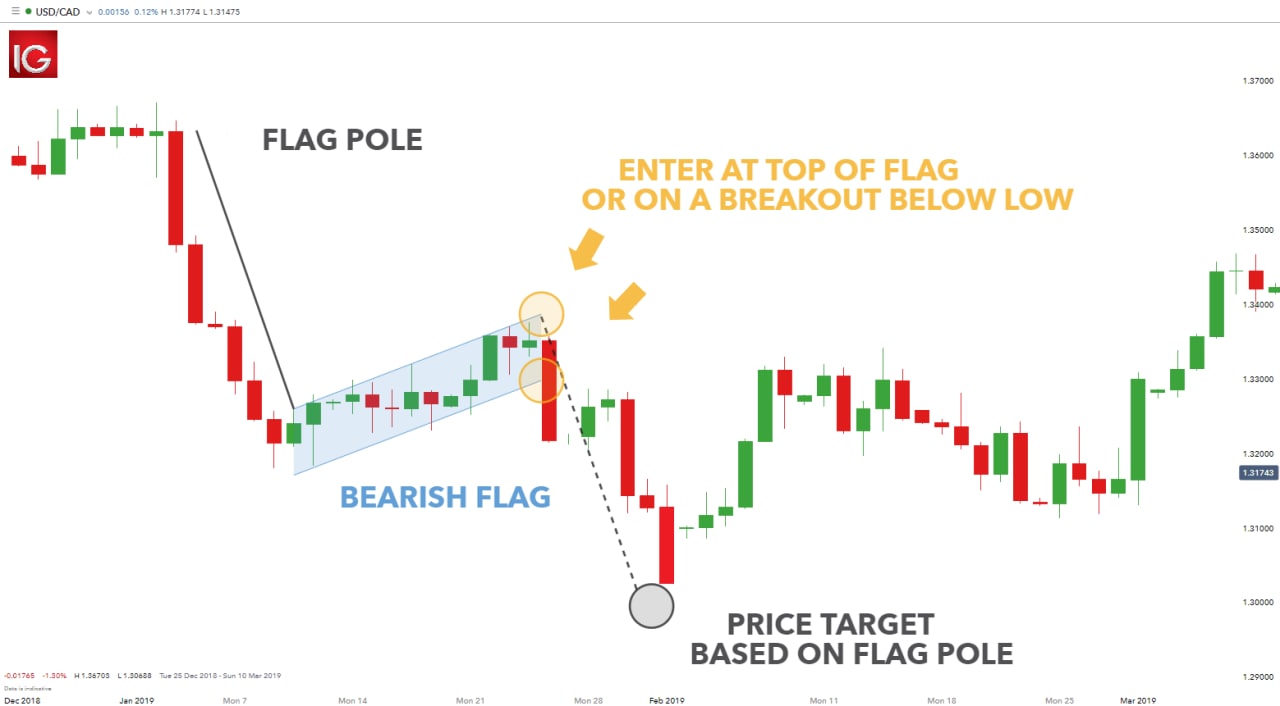 USD/CAD 0.00156 0.12% H 1.31774 L 1.31475
IG
1.37000
FLAG POLE
1.36000
ENTER AT TOP OF FLAG
OR ON A BREAKOUT BELOW LOW
1.35000
1.34000
1.33000
1.32000
1.31743
BEARISH FLAG
1.31000
1.30000
PRICE TARGET
BASED ON FLAG POLE
-0.01765 -1.30% H 1.36703 L 1.30688 Tue 25 Dec 2018 - Sun 10 Mar 2019
1.29000
Data is indicative
Dec 2018 Jan 2019 Mon 7 Mon 14 Mon 21 Mon 28 Feb 2019 Mon 11 Mon 18 Mon 25 Mar 2019